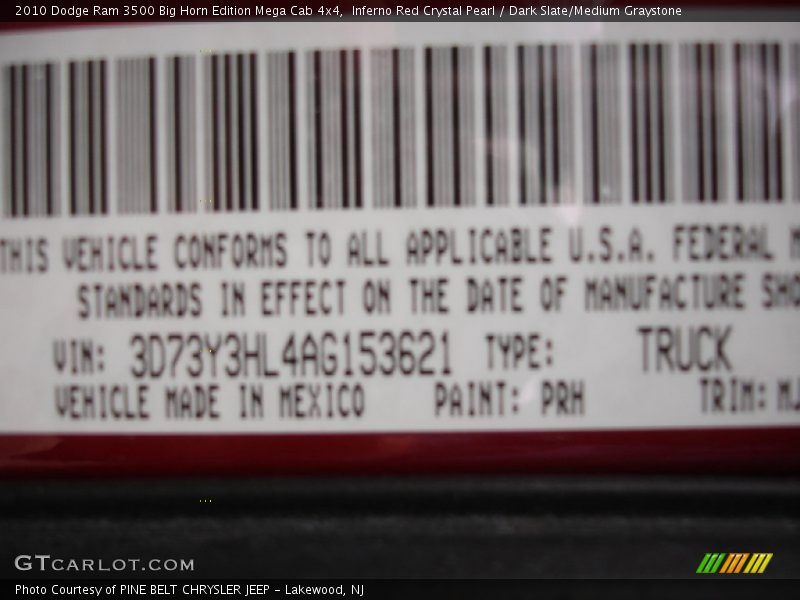 2010 Dodge Ram 3500 Big Horn Edition Mega Cab 4x4,  Inferno Red Crystal Pearl / Dark Slate/Medium Graystone
THIS VEHICLE CONFORMS TO ALL APPLICABLE U.S.A. FEDERAL
STANDARDS IN EFFECT ON THE DATE OF MANUFACTURE SHO
VIN: 3D73Y3HL4AG153621 TYPE: TRUCK
VEHICLE MADE IN MEXICO PAINT: PRH TRIM:
GTCARLOT.COM
Photo Courtesy of PINE BELT CHRYSLER JEEP - Lakewood, NJ